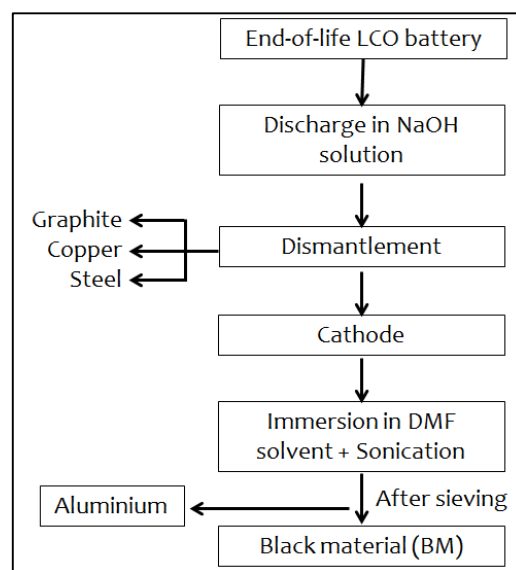 End-of-life LCO battery
Discharge in NaOH
solution
Graphite
Copper
Steel
Dismantlement
Cathode
Immersion in DMF
solvent + Sonication
After sieving
Aluminium
Black material (BM)